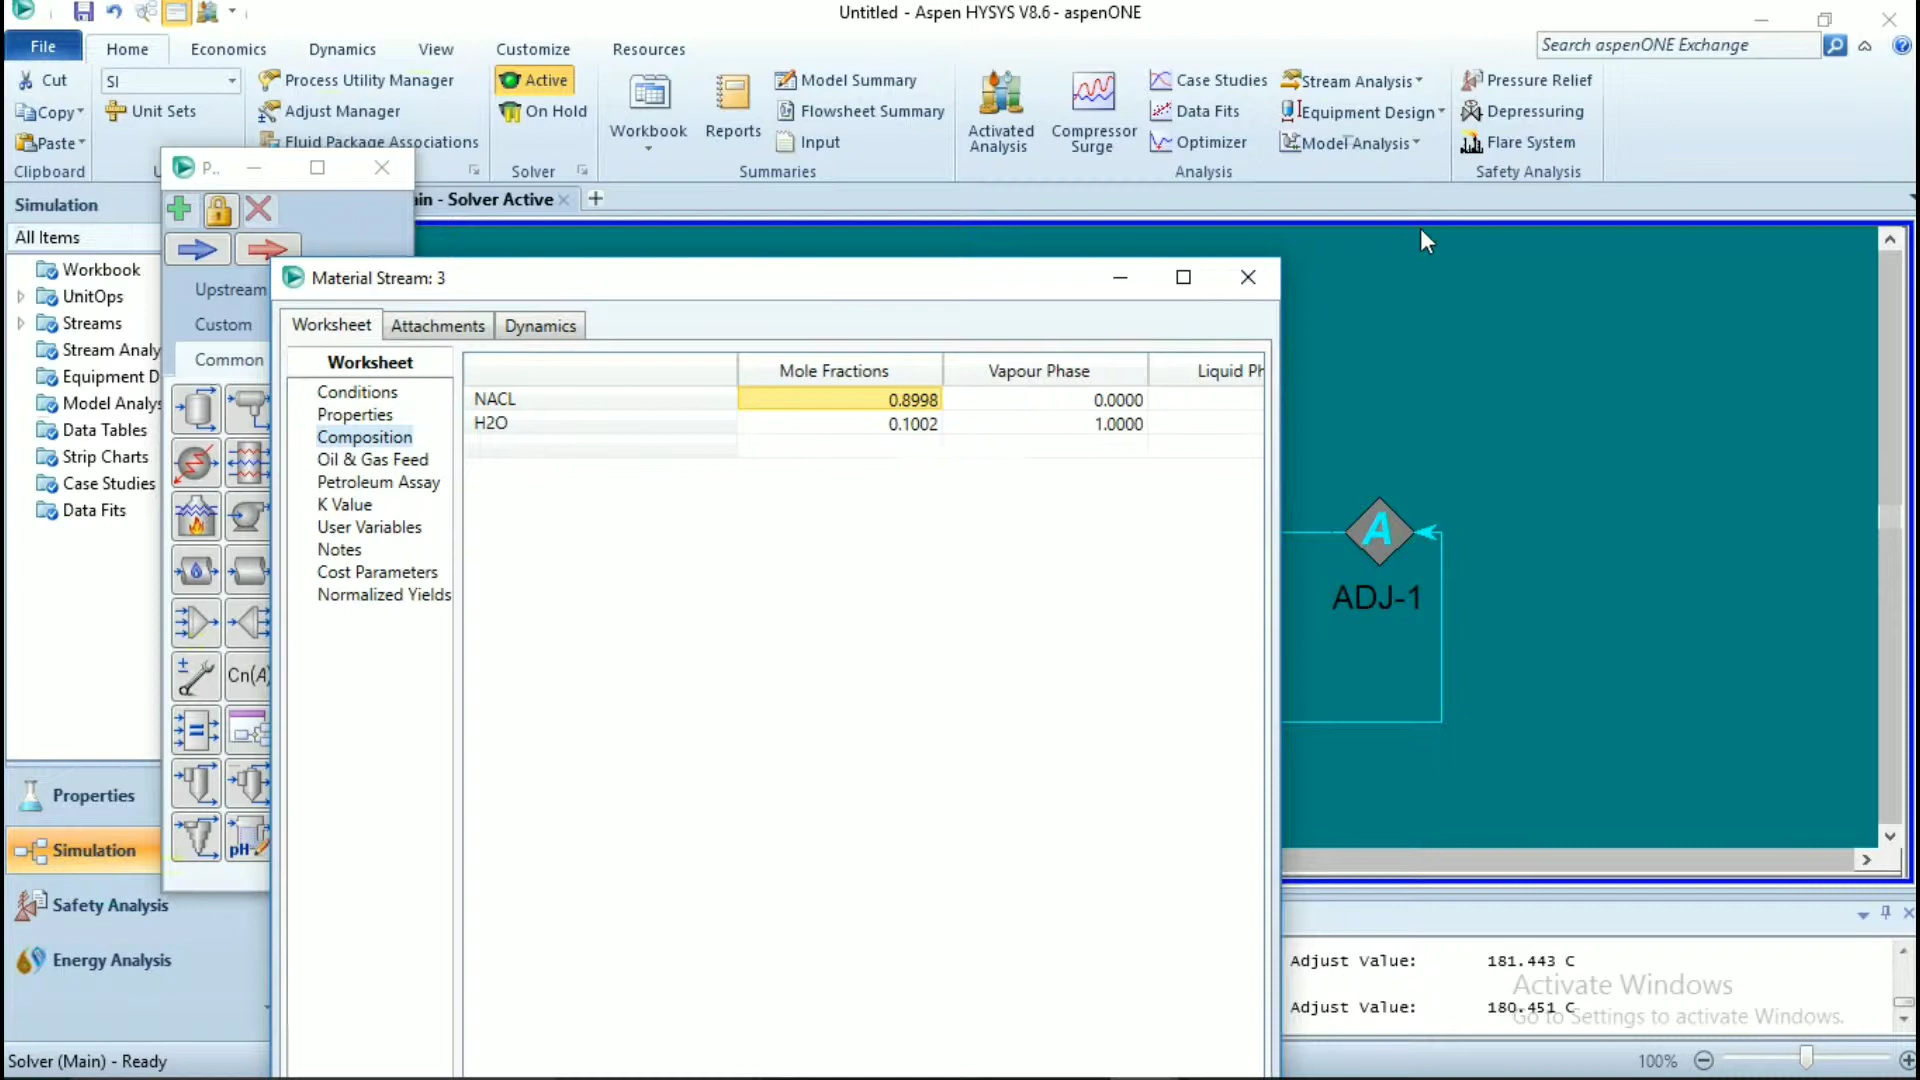 Untitled - Aspen HYSYS V8.6 - aspenONE
File Home Economics Dynamics View Customize Resources Search aspenONE Exchange
Cut SI Process Utility Manager Active Model Summary Case Studies Stream Analysis Pressure Relief
Copy Unit Sets Adjust Manager On Hold Workbook Reports Flowsheet Summary Activated Analysis Compressor Surge Data Fits Equipment Design Depressuring
Paste Fluid Package Associations Input Optimizer Model Analysis Flare System
Clipboard Solver Summaries Analysis Safety Analysis
P..
Simulation in - Solver Active
All Items
Workbook
UnitOps
Streams
Stream Analy
Equipment D
Model Analys
Data Tables
Strip Charts
Case Studies
Data Fits
Properties
Simulation
Safety Analysis
Energy Analysis
Upstream
Custom
Common
Cn(A)
pH
Material Stream: 3
Worksheet Attachments Dynamics
Worksheet
Conditions
Properties
Composition
Oil & Gas Feed
Petroleum Assay
K Value
User Variables
Notes
Cost Parameters
Normalized Yields
Mole Fractions Vapour Phase Liquid Ph
NACL 0.8998 0.0000
H2O 0.1002 1.0000
A
ADJ-1
Adjust Value: 181.443 C
Adjust Value: 180.451 C
Activate Windows
Go to Settings to activate Windows.
Solver (Main) - Ready 100%